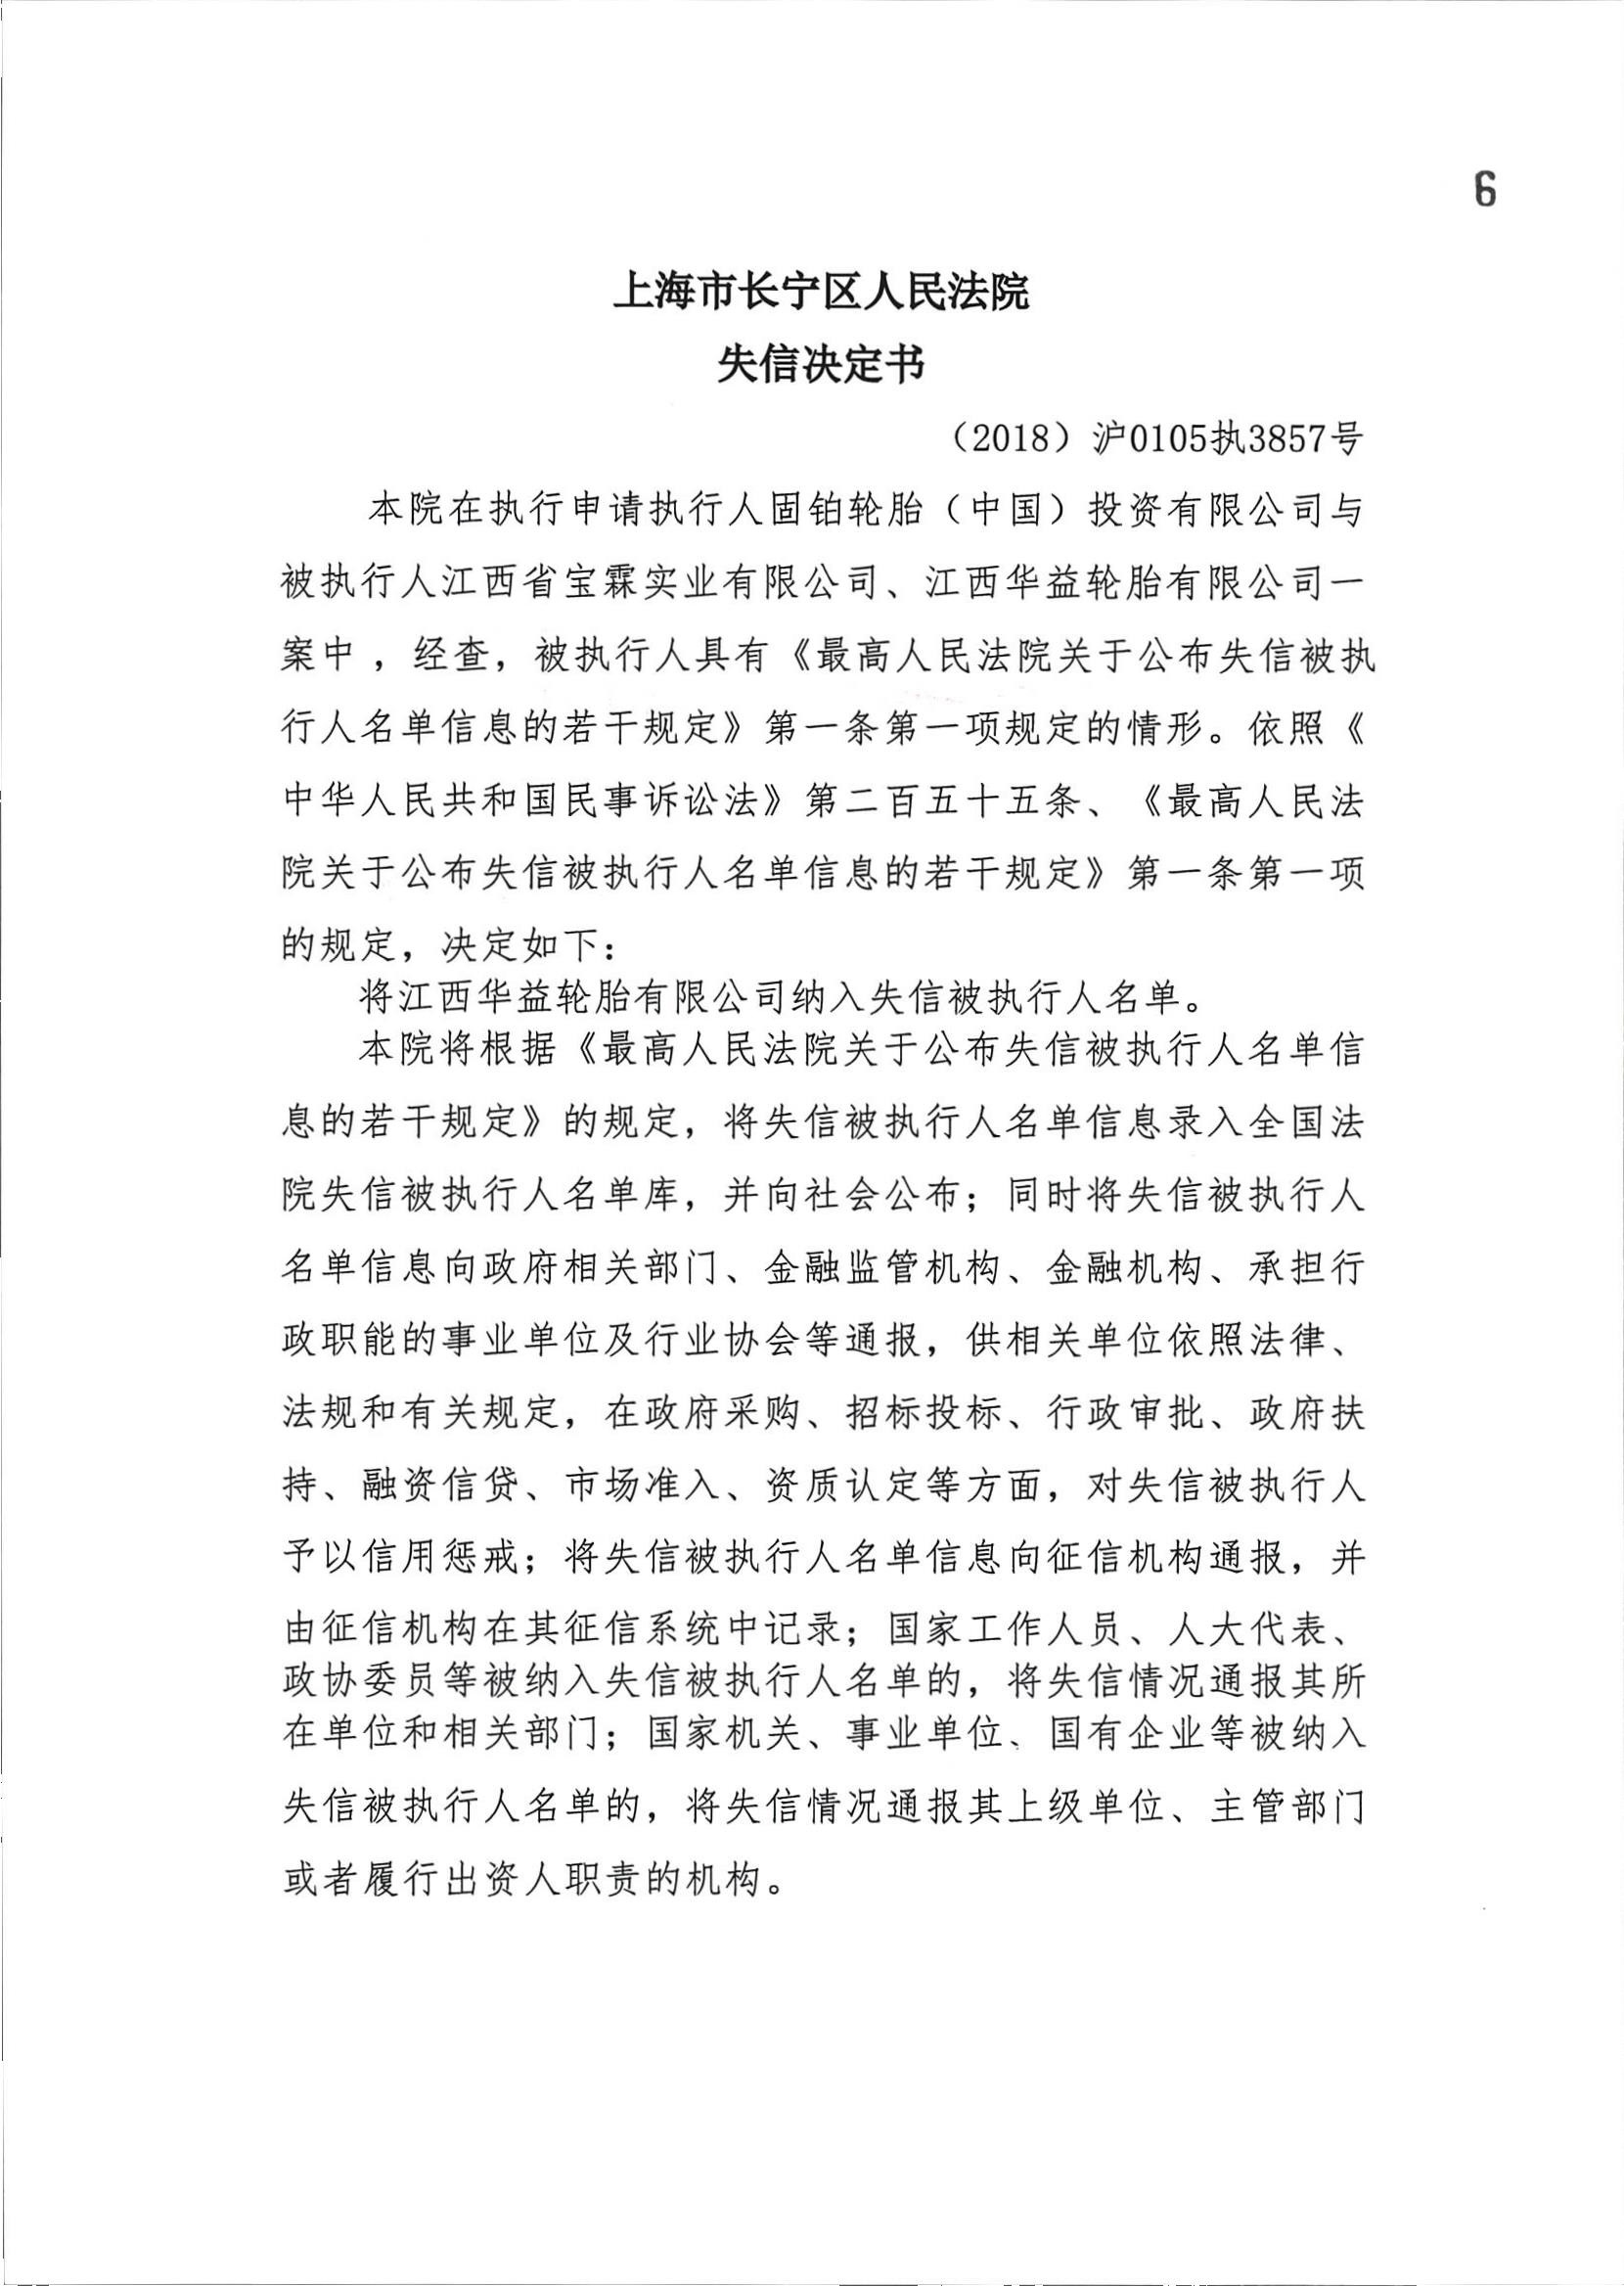 6
上海市长宁区人民法院
失信决定书
（2018）沪0105执3857号
本院在执行申请执行人固铂轮胎（中国）投资有限公司与
被执行人江西省宝霖实业有限公司、江西华益轮胎有限公司一
案中，经查，被执行人具有《最高人民法院关于公布失信被执
行人名单信息的若干规定》第一条第一项规定的情形。依照《
中华人民共和国民事诉讼法》第二百五十五条、《最高人民法
院关于公布失信被执行人名单信息的若干规定》第一条第一项
的规定，决定如下：
将江西华益轮胎有限公司纳入失信被执行人名单。
本院将根据《最高人民法院关于公布失信被执行人名单信
息的若干规定》的规定，将失信被执行人名单信息录入全国法
院失信被执行人名单库，并向社会公布；同时将失信被执行人
名单信息向政府相关部门、金融监管机构、金融机构、承担行
政职能的事业单位及行业协会等通报，供相关单位依照法律、
法规和有关规定，在政府采购、招标投标、行政审批、政府扶
持、融资信贷、市场准入、资质认定等方面，对失信被执行人
予以信用惩戒；将失信被执行人名单信息向征信机构通报，并
由征信机构在其征信系统中记录；国家工作人员、人大代表、
政协委员等被纳入失信被执行人名单的，将失信情况通报其所
在单位和相关部门；国家机关、事业单位、国有企业等被纳入
失信被执行人名单的，将失信情况通报其上级单位、主管部门
或者履行出资人职责的机构。